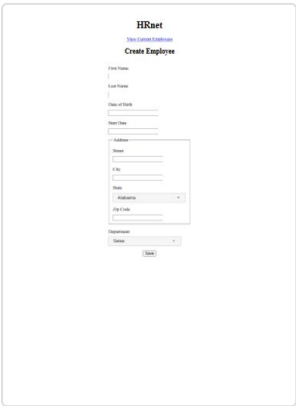 HRnet
View Current Employees
Create Employee
First Name
Last Name
Date of Birth
Start Date
Address
Street
City
State
Alabama
Zip Code
Department
Sales
Save